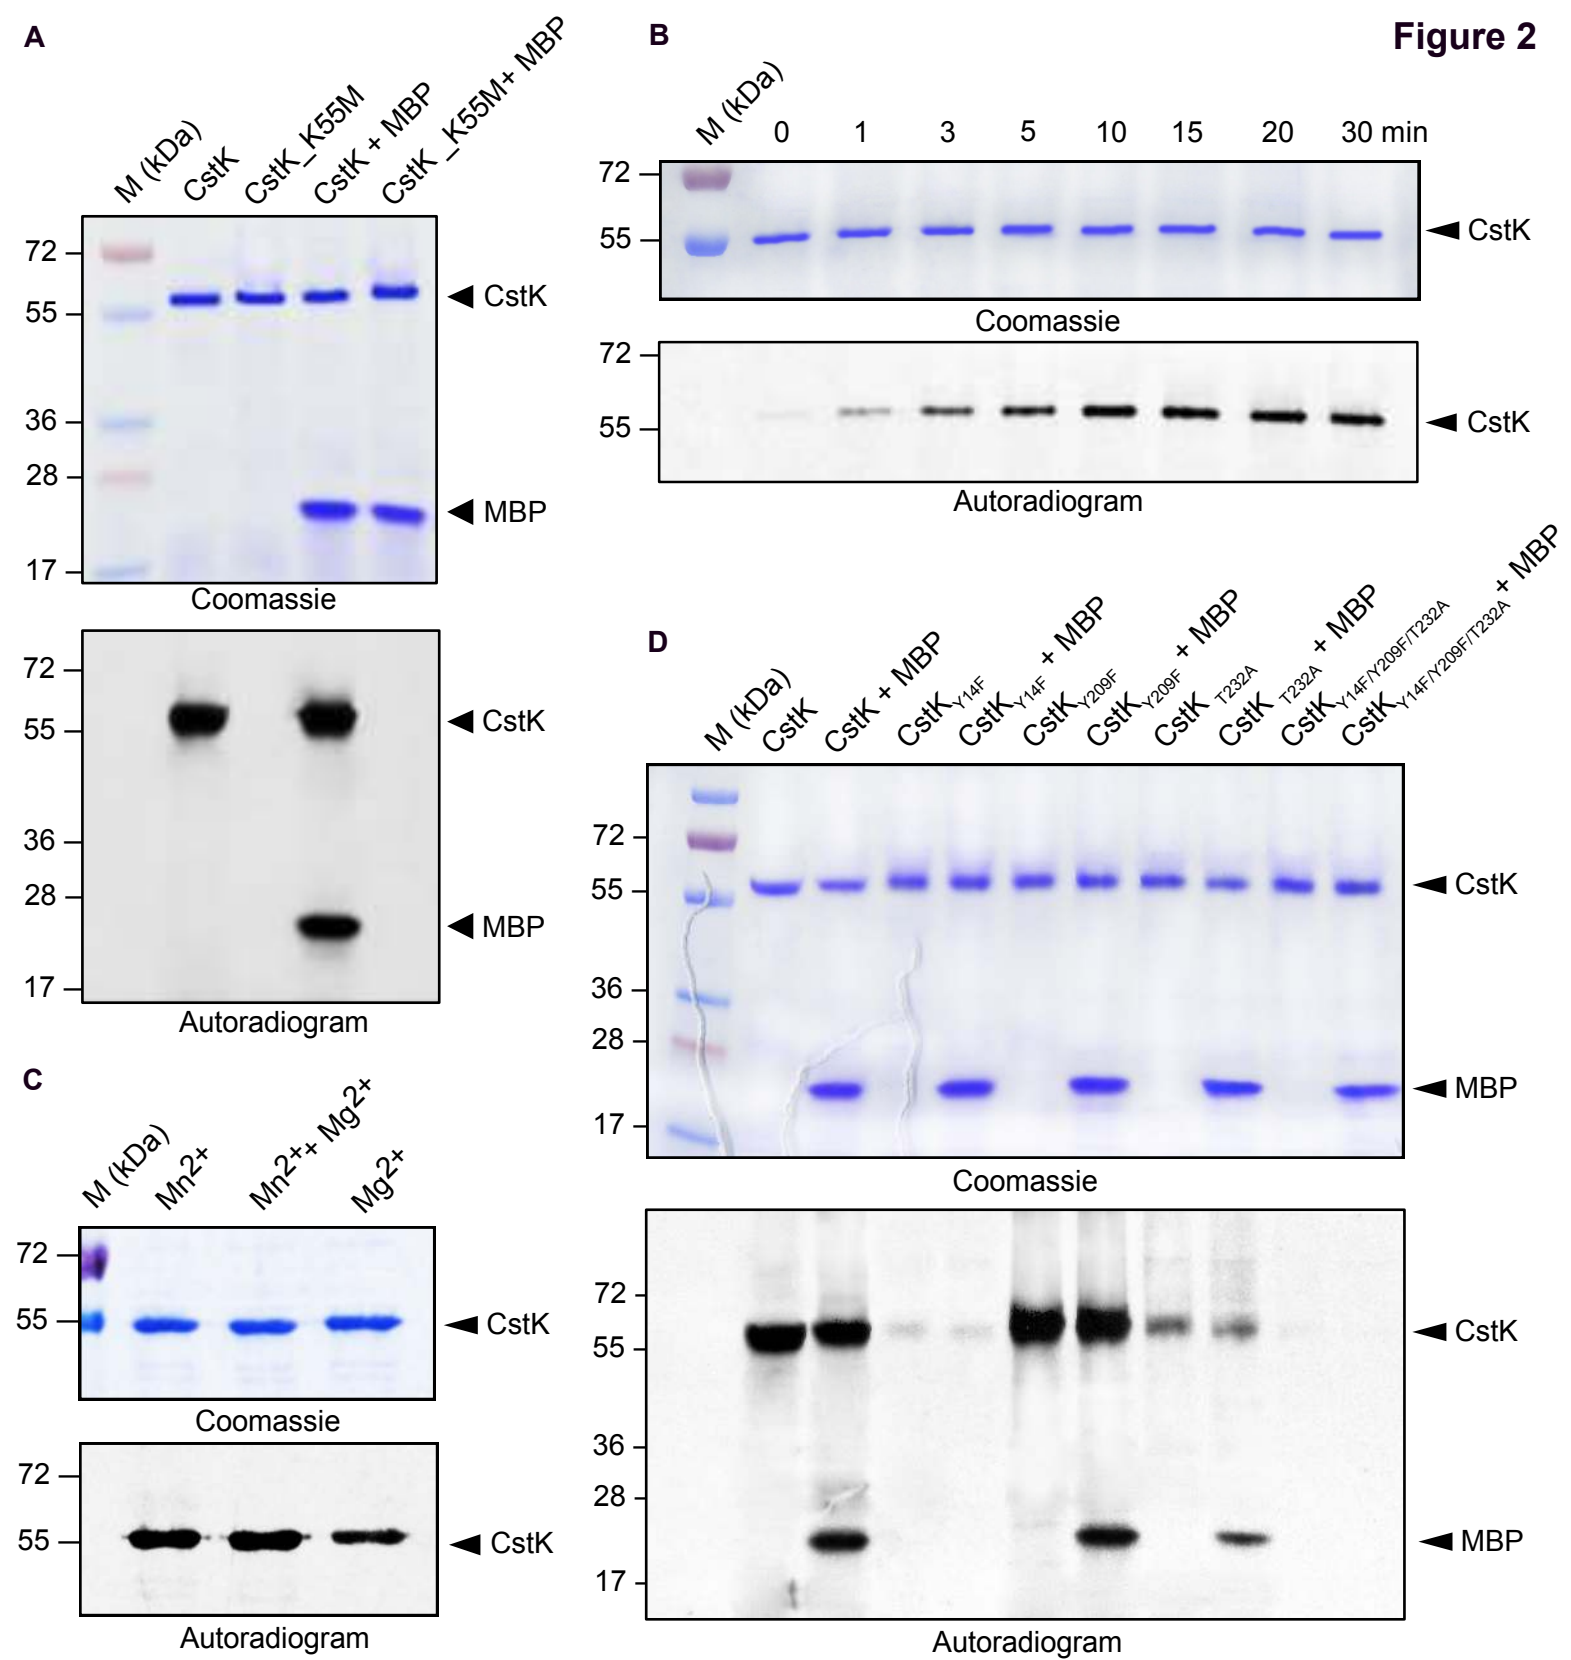 Figure 2
A
M (kDa)
CstK
CstK_K55M
CstK + MBP
CstK_K55M+ MBP
72
55
36
28
17
CstK
MBP
Coomassie
72
55
36
28
17
CstK
MBP
Autoradiogram
B
M (kDa)
0 1 3 5 10 15 20 30 min
72
55
CstK
Coomassie
72
55
CstK
Autoradiogram
C
M (kDa)
Mn2+
Mn2++ Mg2+
Mg2+
72
55
CstK
Coomassie
72
55
CstK
Autoradiogram
D
M (kDa)
CstK
CstK + MBP
CstKY14F
CstKY14F + MBP
CstKY209F
CstKY209F + MBP
CstK T232A
CstK T232A + MBP
CstKY14F/Y209F/T232A
CstKY14F/Y209F/T232A + MBP
72
55
36
28
17
CstK
MBP
Coomassie
72
55
36
28
17
CstK
MBP
Autoradiogram